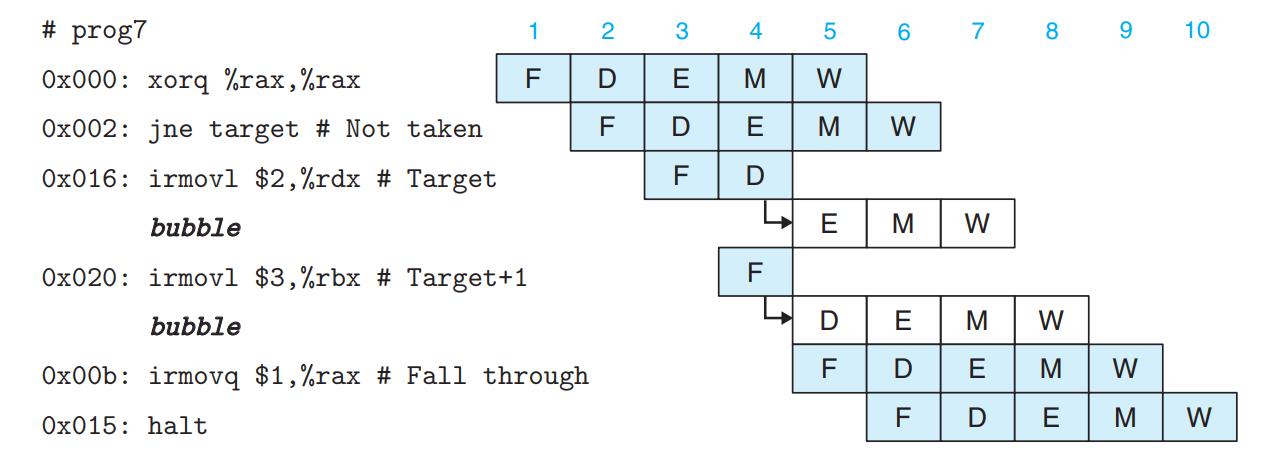 # prog7 1 2 3 4 5 6 7 8 9 10
0x000: xorq %rax,%rax F D E M W
0x002: jne target # Not taken F D E M W
0x016: irmovl $2,%rdx # Target F D
bubble E M W
0x020: irmovl $3,%rbx # Target+1 F
bubble D E M W
0x00b: irmovq $1,%rax # Fall through F D E M W
0x015: halt F D E M W